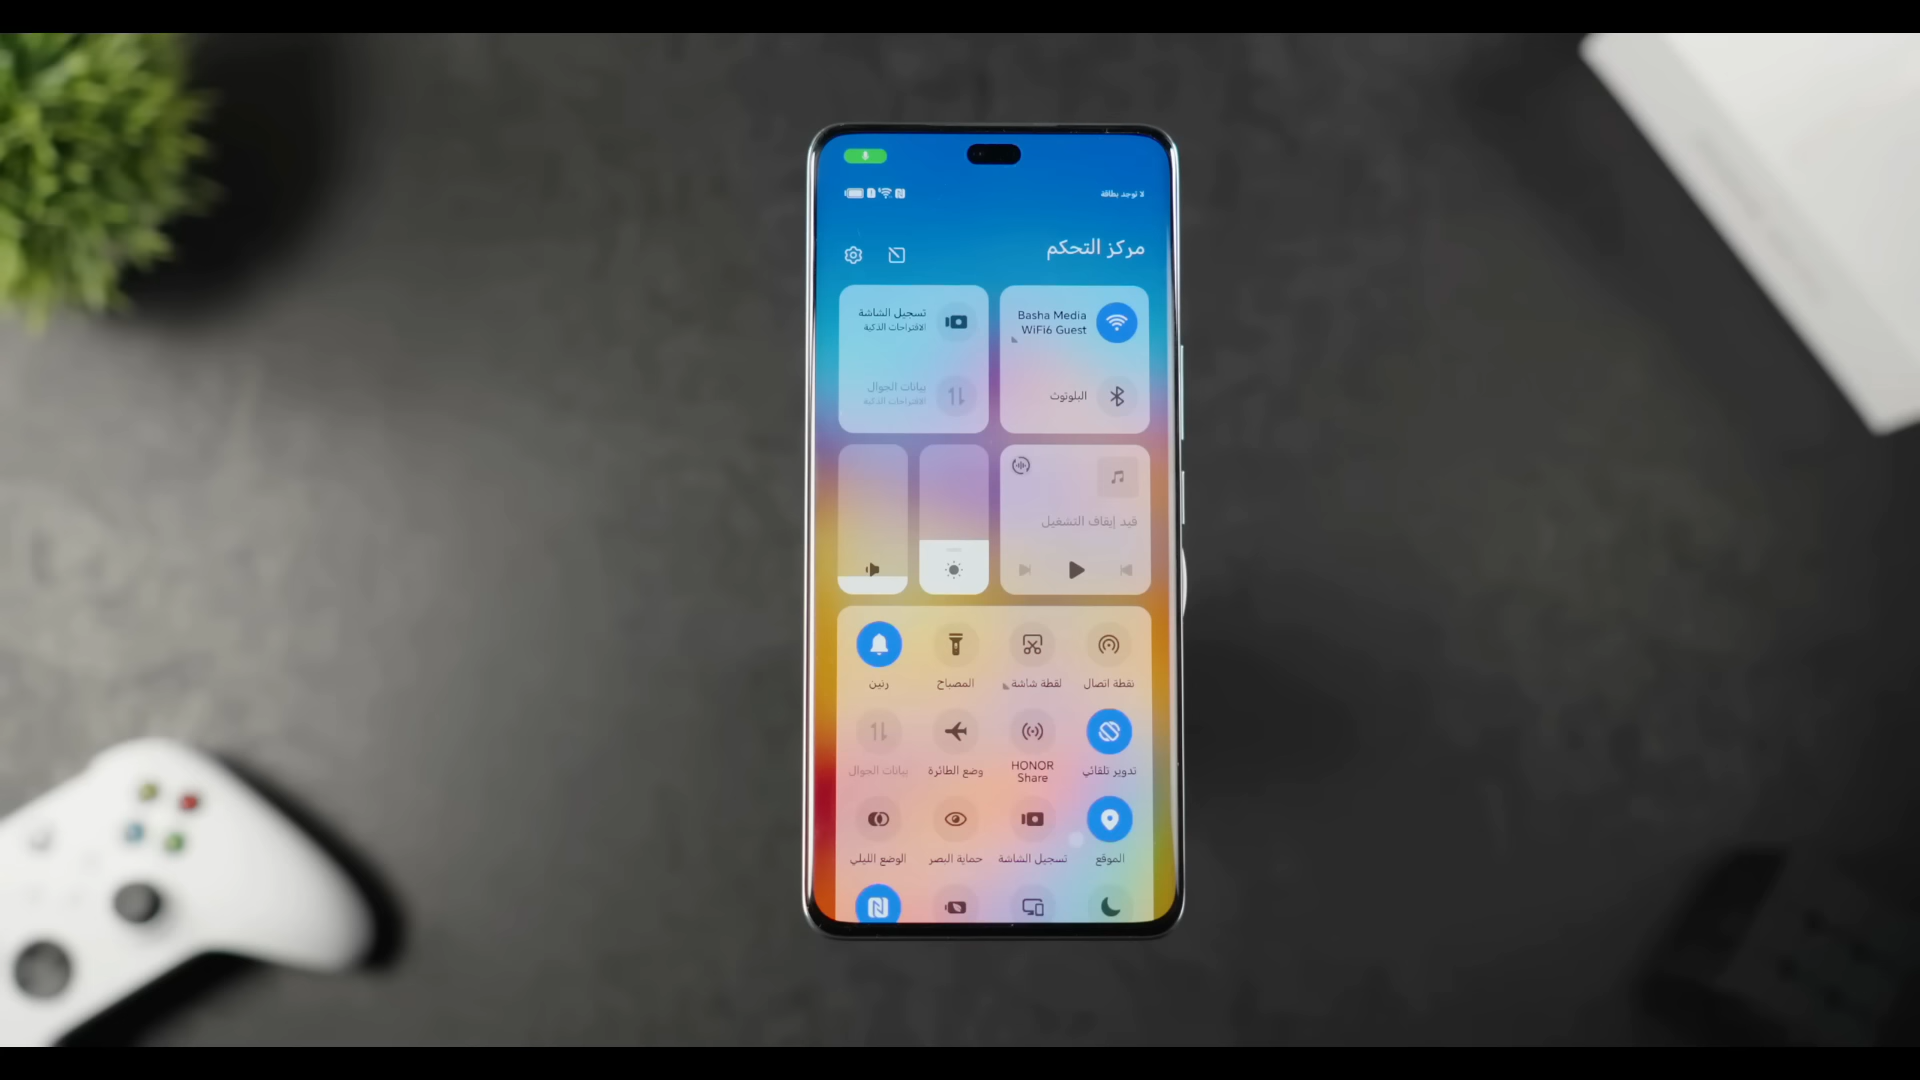 لا توجد بطاقة
مركز التحكم
Basha Media
WiFi6 Guest
البلوتوث
تسجيل الشاشة
الاقتراحات الذكية
بيانات الجوال
الاقتراحات الذكية
قيد إيقاف التشغيل
نقطة اتصال
لقطة شاشة
المصباح
رنين
تدوير تلقائي
HONOR
Share
وضع الطائرة
بيانات الجوال
الموقع
تسجيل الشاشة
حماية البصر
الوضع الليلي